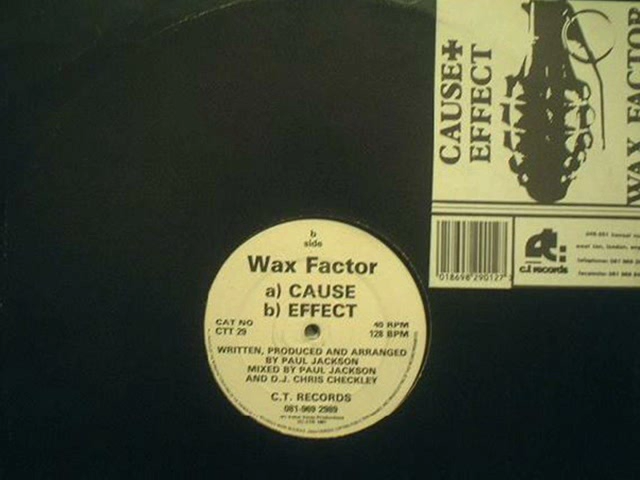 CAUSE+
EFFECT
WAX FACTOR
018698290127
c.t records
b
side
Wax Factor
a) CAUSE
b) EFFECT
CAT NO
CTT 29
RPM
128 BPM
WRITTEN, PRODUCED AND ARRANGED
BY PAUL JACKSON
MIXED BY PAUL JACKSON
AND D.J. CHRIS CHECKLEY
C.T. RECORDS
081-969 2989